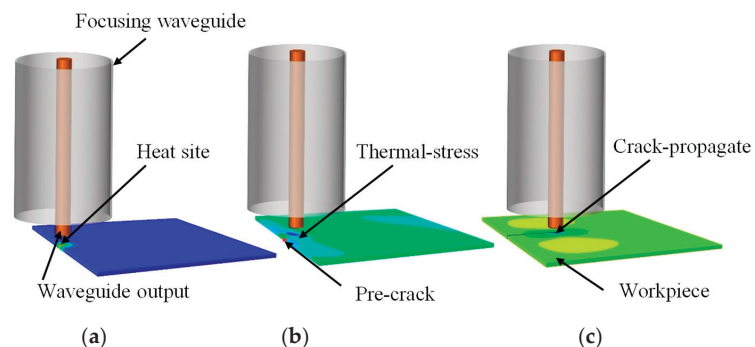 Focusing waveguide
Heat site
Thermal-stress
Crack-propagate
Waveguide output
Pre-crack
Workpiece
(a)
(b)
(c)